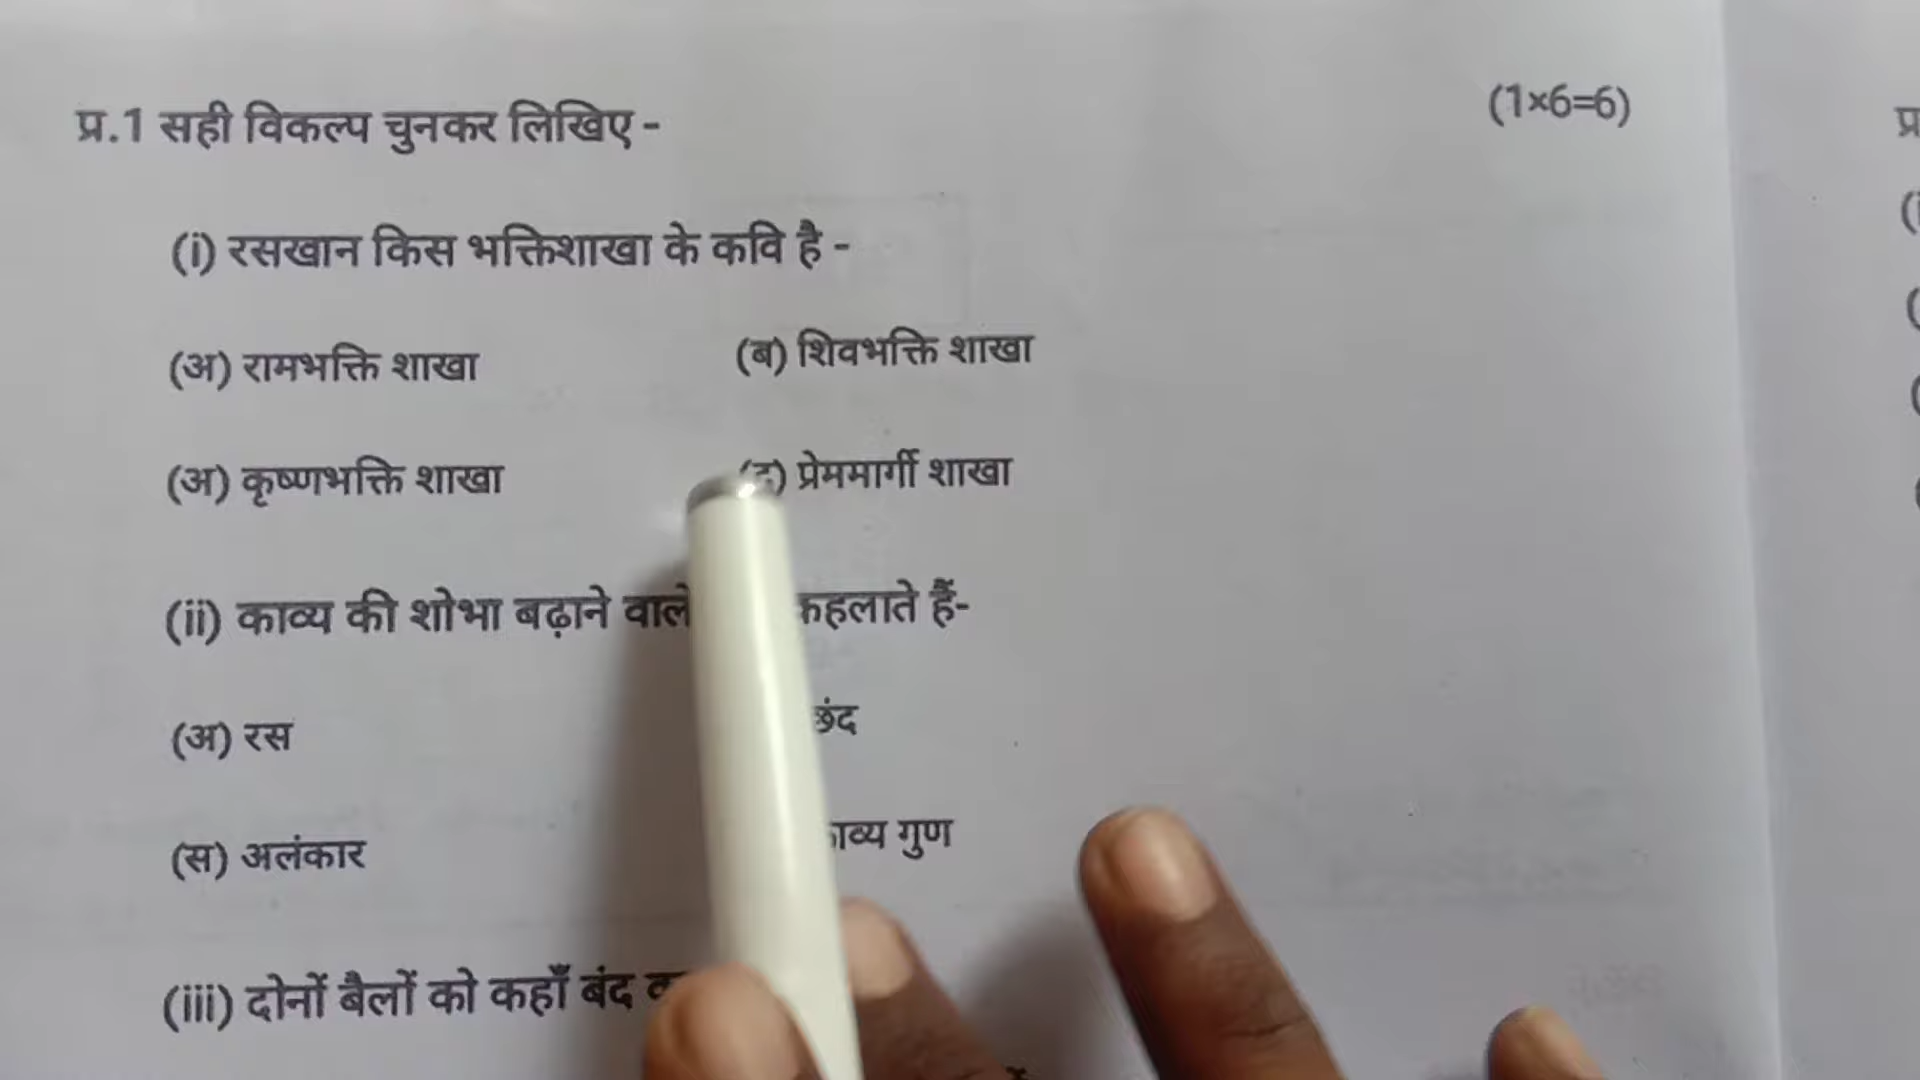 प्र.1 सही विकल्प चुनकर लिखिए - (1×6=6)
(i) रसखान किस भक्तिशाखा के कवि है -
(अ) रामभक्ति शाखा (ब) शिवभक्ति शाखा
(अ) कृष्णभक्ति शाखा (द) प्रेममार्गी शाखा
(ii) काव्य की शोभा बढ़ाने वाले कहलाते हैं-
(अ) रस छंद
(स) अलंकार गुण
(iii) दोनों बैलों को कहाँ बंद